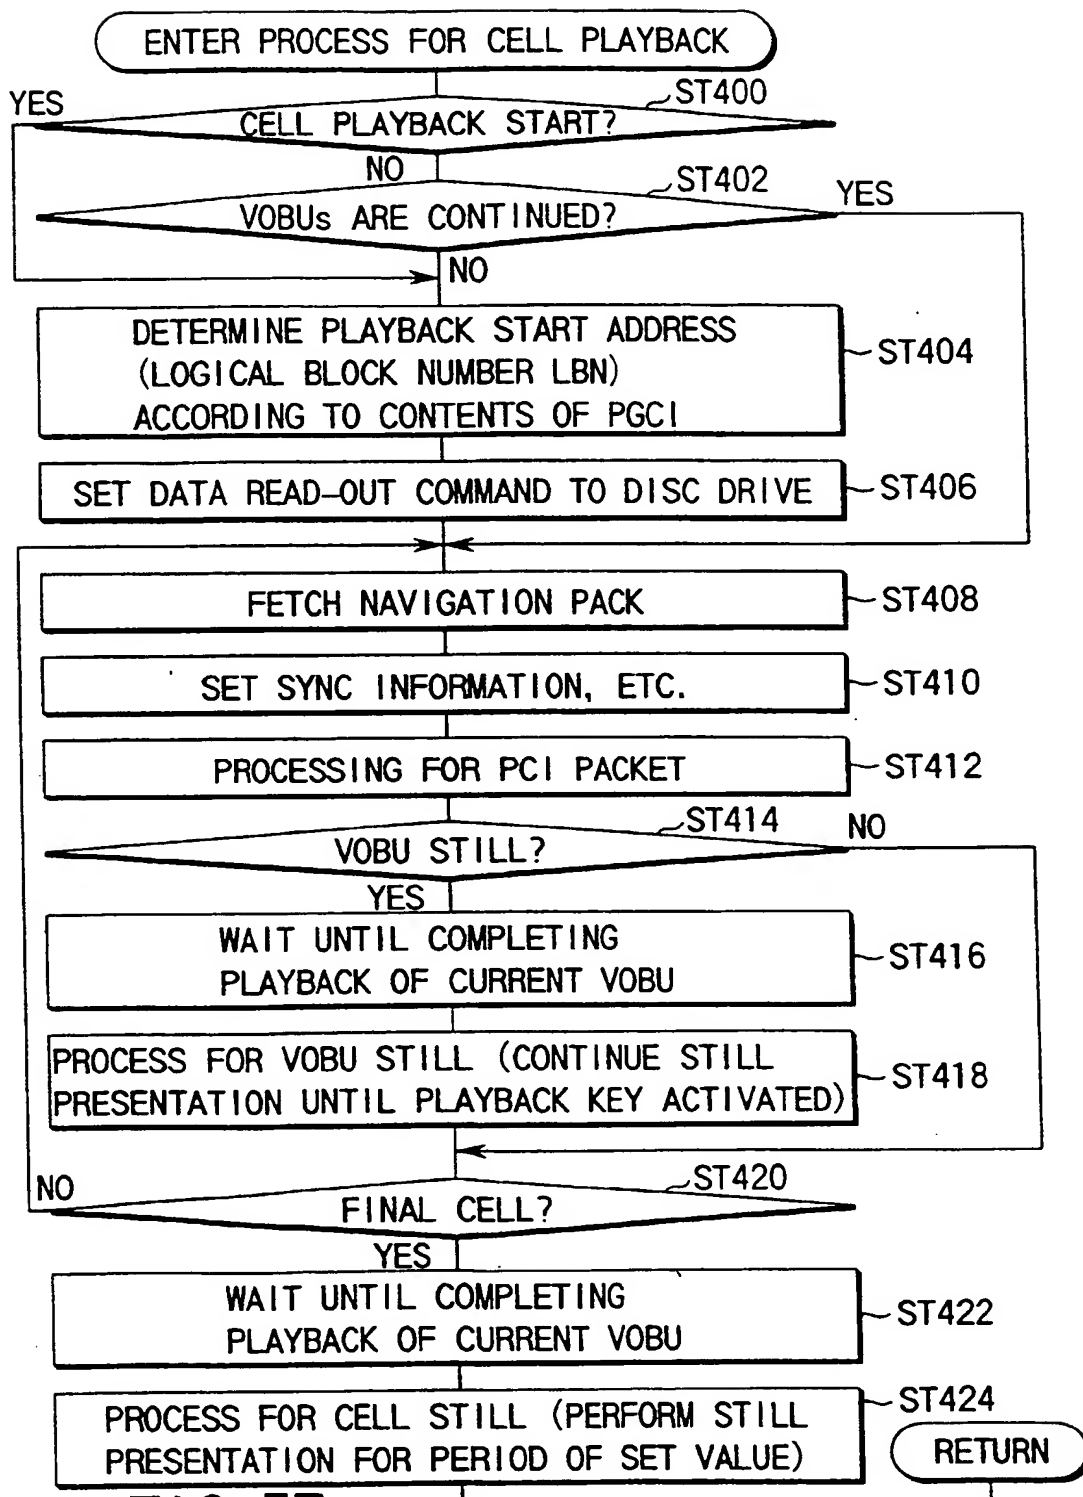 ENTER PROCESS FOR CELL PLAYBACK
ST400
YES
CELL PLAYBACK START?
NO
ST402
YES
VOBUs ARE CONTINUED?
NO
DETERMINE PLAYBACK START ADDRESS
(LOGICAL BLOCK NUMBER LBN)
ACCORDING TO CONTENTS OF PGCI
ST404
SET DATA READ-OUT COMMAND TO DISC DRIVE
ST406
FETCH NAVIGATION PACK
ST408
SET SYNC INFORMATION, ETC.
ST410
PROCESSING FOR PCI PACKET
ST412
ST414
NO
VOBU STILL?
YES
WAIT UNTIL COMPLETING
PLAYBACK OF CURRENT VOBU
ST416
PROCESS FOR VOBU STILL (CONTINUE STILL
PRESENTATION UNTIL PLAYBACK KEY ACTIVATED)
ST418
ST420
NO
FINAL CELL?
YES
WAIT UNTIL COMPLETING
PLAYBACK OF CURRENT VOBU
ST422
PROCESS FOR CELL STILL (PERFORM STILL
PRESENTATION FOR PERIOD OF SET VALUE)
ST424
RETURN